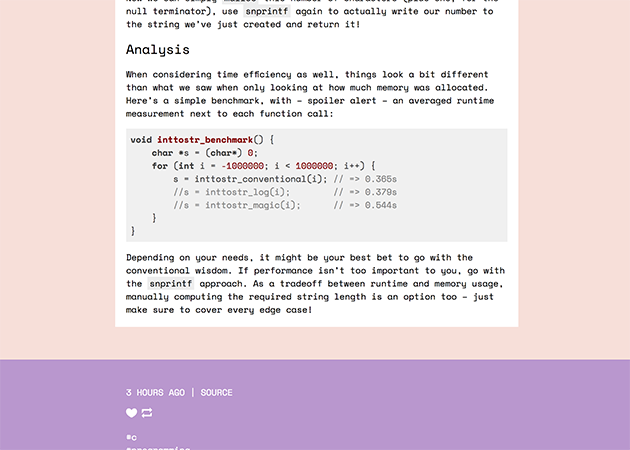 null terminator), use snprintf again to actually write our number to
the string we've just created and return it!
Analysis
When considering time efficiency as well, things look a bit different
than what we saw when only looking at how much memory was allocated.
Here's a simple benchmark, with – spoiler alert – an averaged runtime
measurement next to each function call:
void inttostr_benchmark() {
char *s = (char*) 0;
for (int i = -1000000; i < 1000000; i++) {
s = inttostr_conventional(i); // => 0.365s
//s = inttostr_log(i); // => 0.379s
//s = inttostr_magic(i); // => 0.544s
}
}
Depending on your needs, it might be your best bet to go with the
conventional wisdom. If performance isn't too important to you, go with
the snprintf approach. As a tradeoff between runtime and memory usage,
manually computing the required string length is an option too – just
make sure to cover every edge case!
3 HOURS AGO | SOURCE
#c